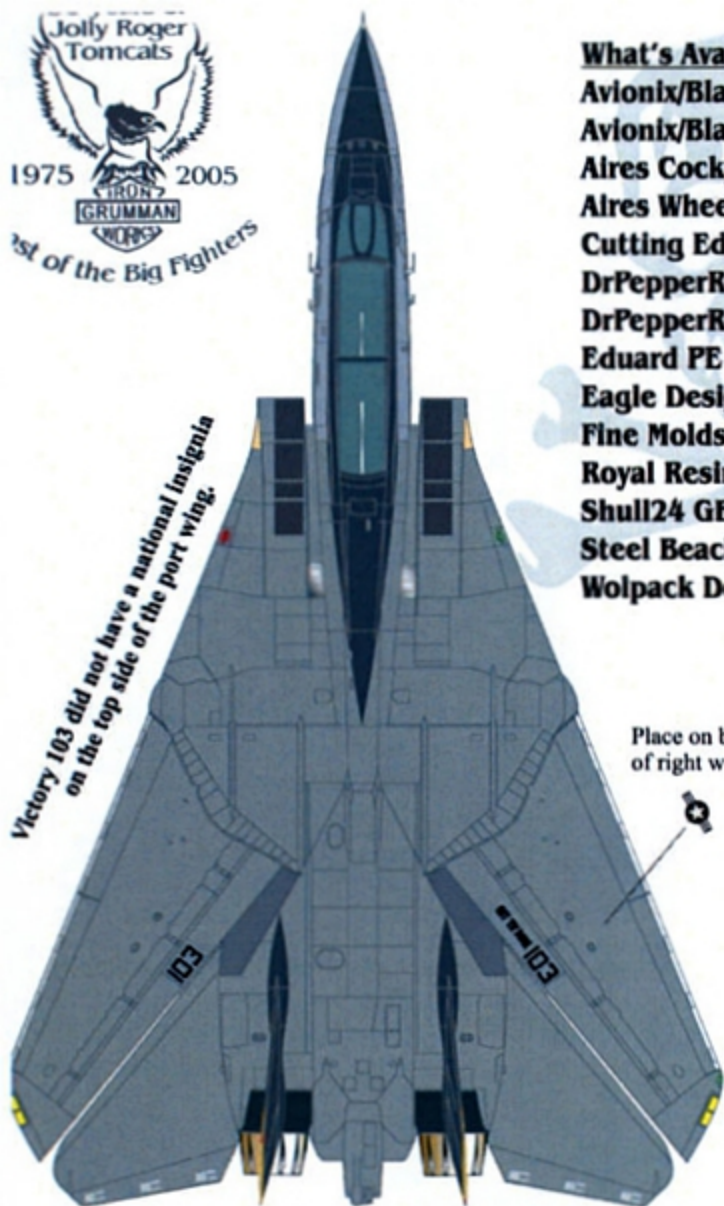 Jolly Roger
Tomcats
1975 2005
IRON
GRUMMAN
WORKS
st of the Big Fighters
What's Ava
Avionix/Bla
Avionix/Bla
Aires Cock
Aires Whee
Cutting Ed
DrPepperR
DrPepperR
Eduard PE
Eagle Desi
Fine Molds
Royal Resi
Shull24 GE
Steel Beac
Wolpack D
Victory 103 did not have a national insignia
on the top side of the port wing.
Place on b
of right w
103
103